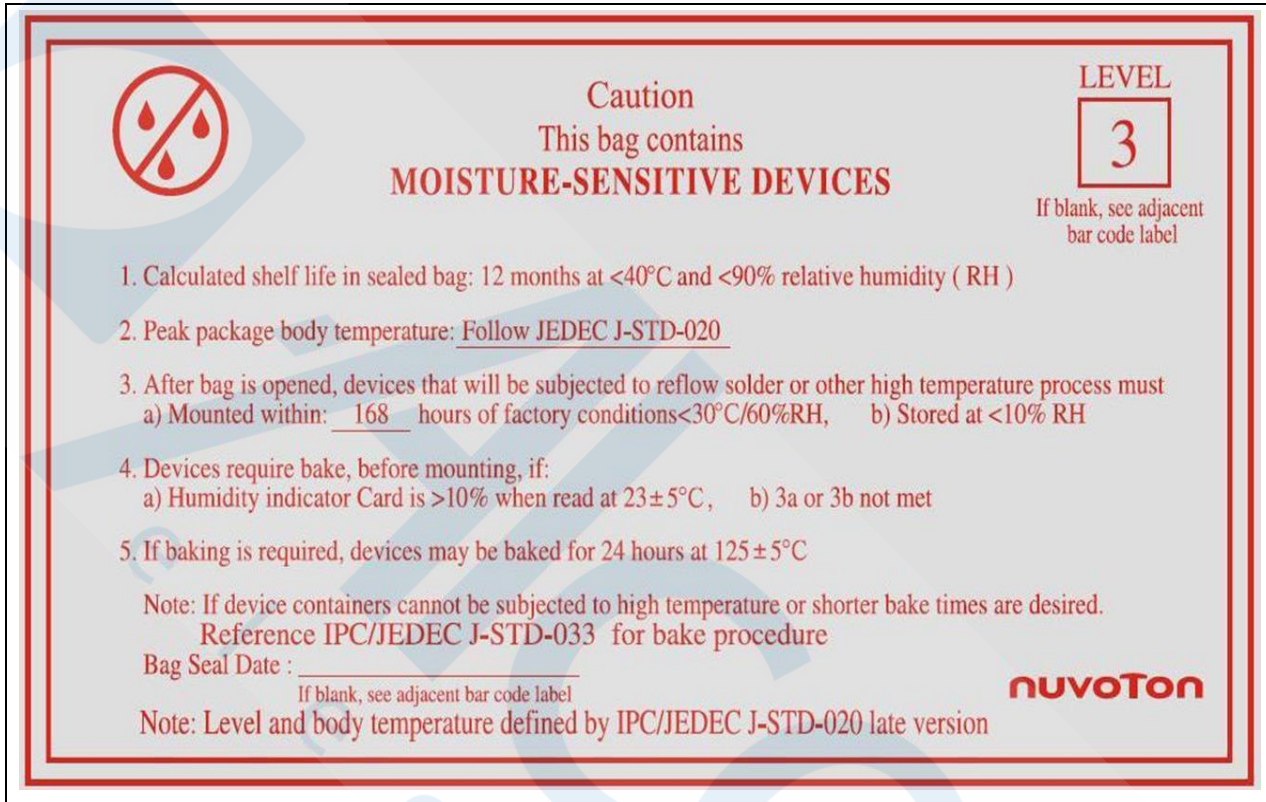 LEVEL
3
If blank, see adjacent
bar code label
Caution
This bag contains
MOISTURE-SENSITIVE DEVICES
1. Calculated shelf life in sealed bag: 12 months at <40°C and <90% relative humidity ( RH )
2. Peak package body temperature: Follow JEDEC J-STD-020
3. After bag is opened, devices that will be subjected to reflow solder or other high temperature process must
a) Mounted within: 168 hours of factory conditions<30°C/60%RH, b) Stored at <10% RH
4. Devices require bake, before mounting, if:
a) Humidity indicator Card is >10% when read at 23±5°C, b) 3a or 3b not met
5. If baking is required, devices may be baked for 24 hours at 125±5°C
Note: If device containers cannot be subjected to high temperature or shorter bake times are desired.
Reference IPC/JEDEC J-STD-033 for bake procedure
Bag Seal Date :
If blank, see adjacent bar code label
nuvoTon
Note: Level and body temperature defined by IPC/JEDEC J-STD-020 late version